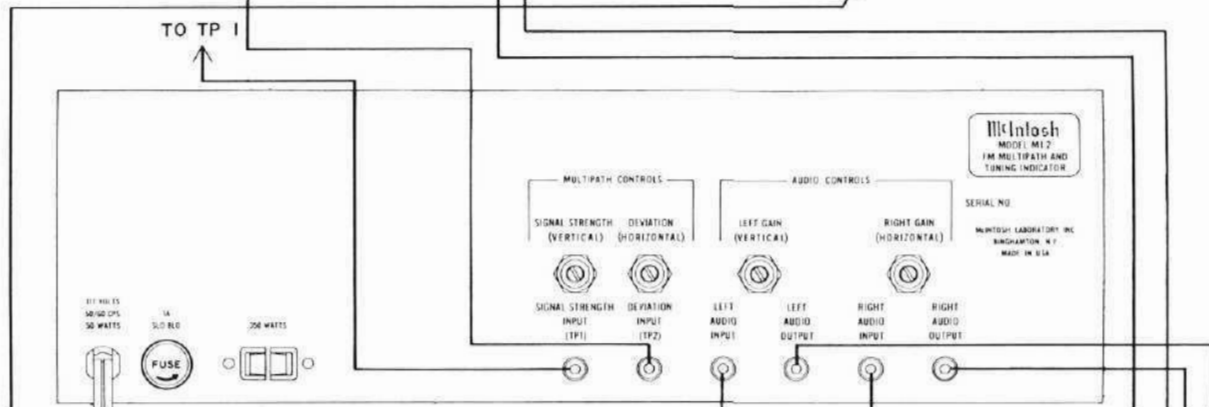 TO TP 1
McIntosh
MODEL MI 2
FM MULTIPATH AND
TUNING INDICATOR
MULTIPATH CONTROLS
AUDIO CONTROLS
SERIAL NO.
SIGNAL STRENGTH
(VERTICAL)
DEVIATION
(HORIZONTAL)
LEFT GAIN
(VERTICAL)
RIGHT GAIN
(HORIZONTAL)
McINTOSH LABORATORY INC
BINGHAMTON N Y
MADE IN USA
117 VOLTS
50/60 CPS
50 WATTS
1A
SLO BLO
350 WATTS
SIGNAL STRENGTH
INPUT
(TP1)
DEVIATION
INPUT
(TP2)
LEFT
AUDIO
INPUT
LEFT
AUDIO
OUTPUT
RIGHT
AUDIO
INPUT
RIGHT
AUDIO
OUTPUT
FUSE